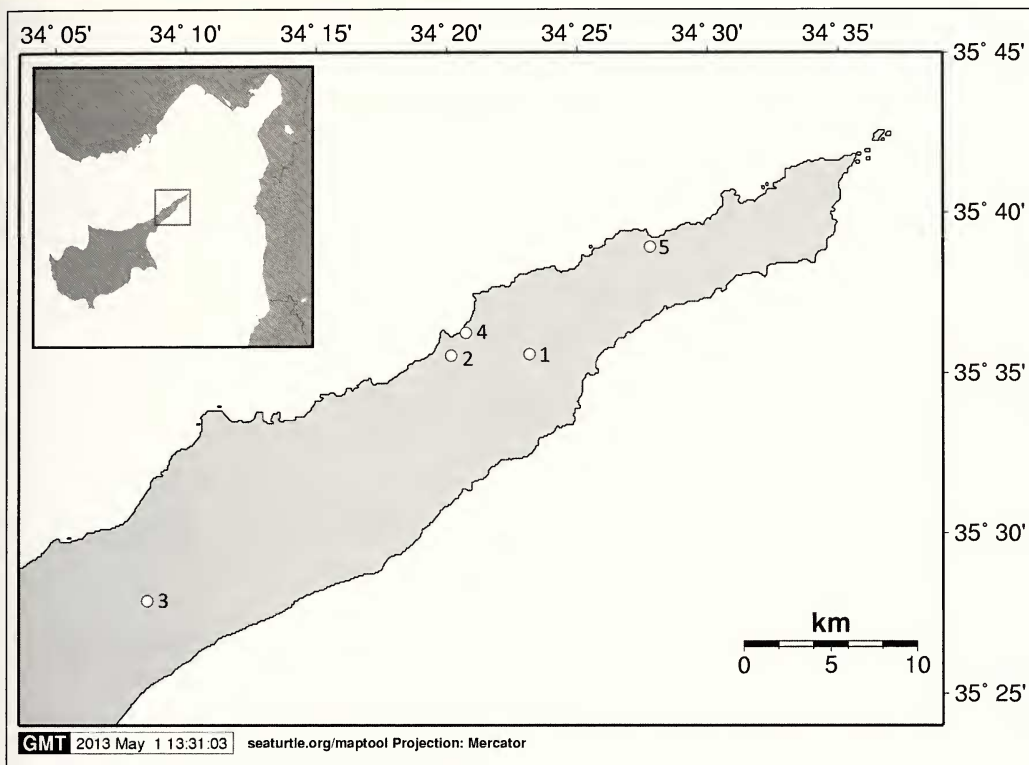 34° 05' 34° 10' 34° 15' 34° 20' 34° 25' 34° 30' 34° 35'
35° 45'
35° 40'
5
4
2 1
35° 35'
35° 30'
3
km
0 5 10
35° 25'
GMT 2013 May 1 13:31:03 seaturtle.org/maptool Projection: Mercator